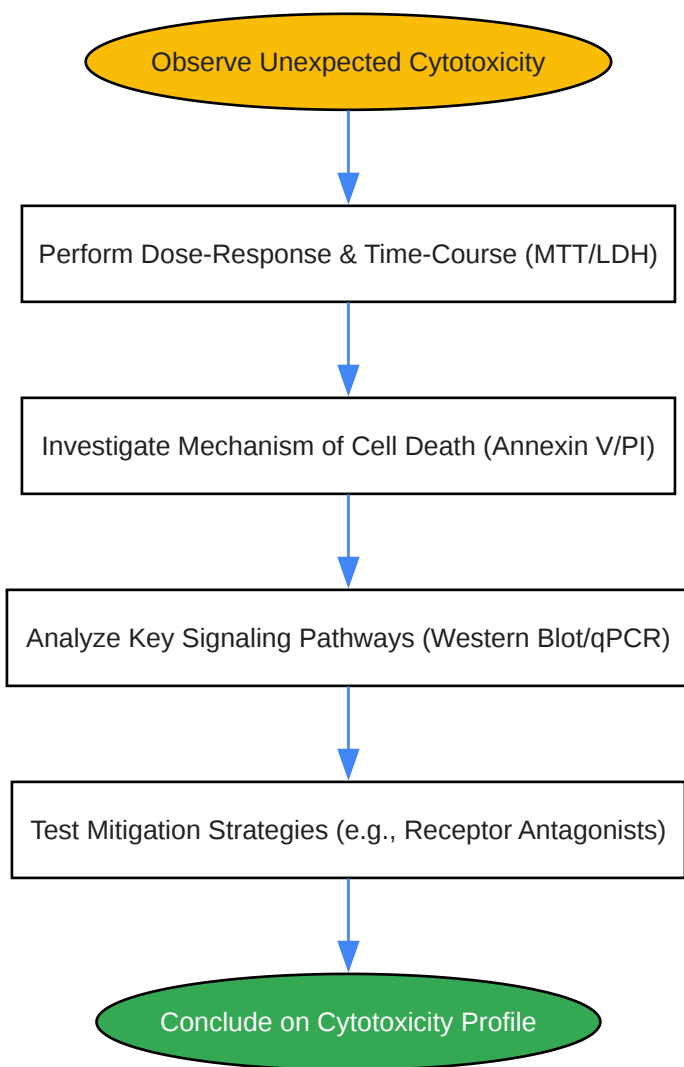 Observe Unexpected Cytotoxicity
Perform Dose-Response & Time-Course (MTT/LDH)
Investigate Mechanism of Cell Death (Annexin V/PI)
Analyze Key Signaling Pathways (Western Blot/qPCR)
Test Mitigation Strategies (e.g., Receptor Antagonists)
Conclude on Cytotoxicity Profile